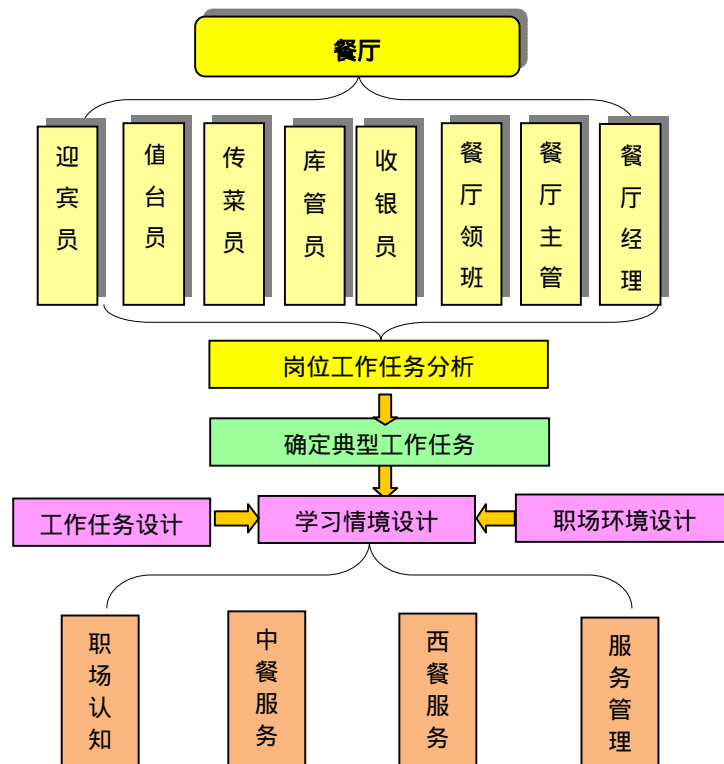 餐厅
迎宾员
值台员
传菜员
库管员
收银员
餐厅领班
餐厅主管
餐厅经理
岗位工作任务分析
确定典型工作任务
工作任务设计
学习情境设计
职场环境设计
职场认知
中餐服务
西餐服务
服务管理